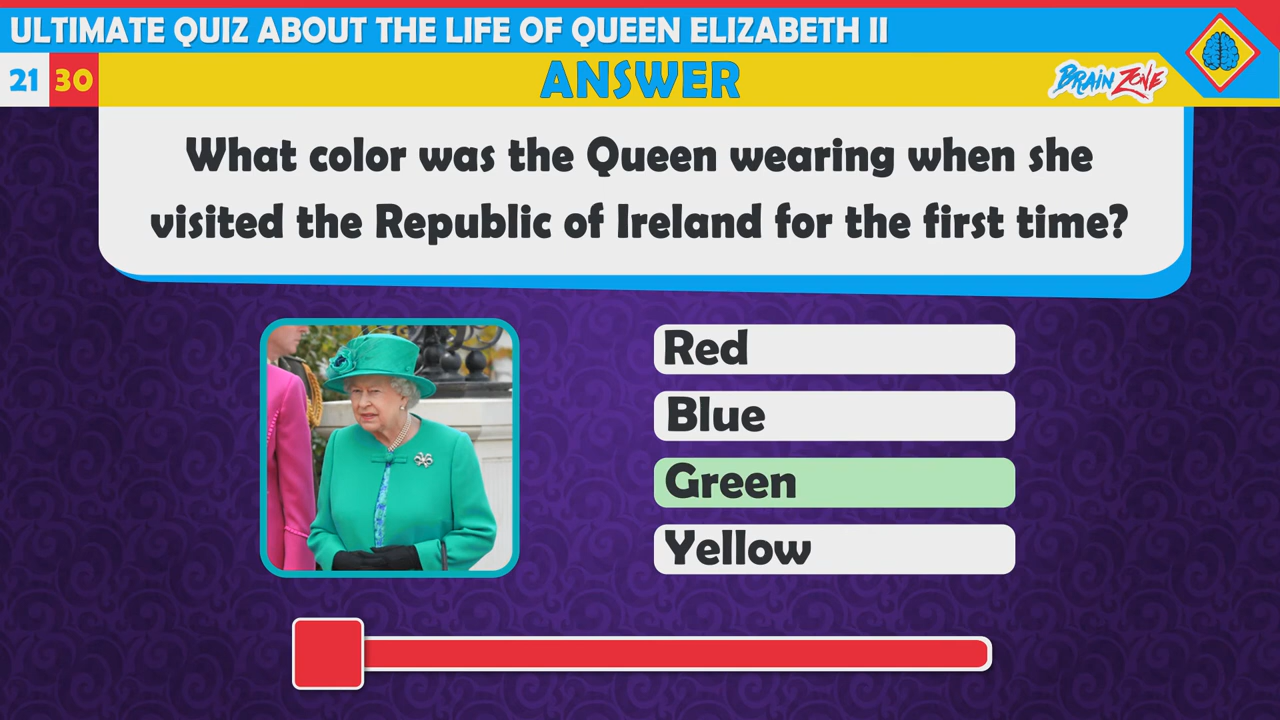 ULTIMATE QUIZ ABOUT THE LIFE OF QUEEN ELIZABETH II
21 30
ANSWER
BRAIN ZONE
What color was the Queen wearing when she
visited the Republic of Ireland for the first time?
Red
Blue
Green
Yellow